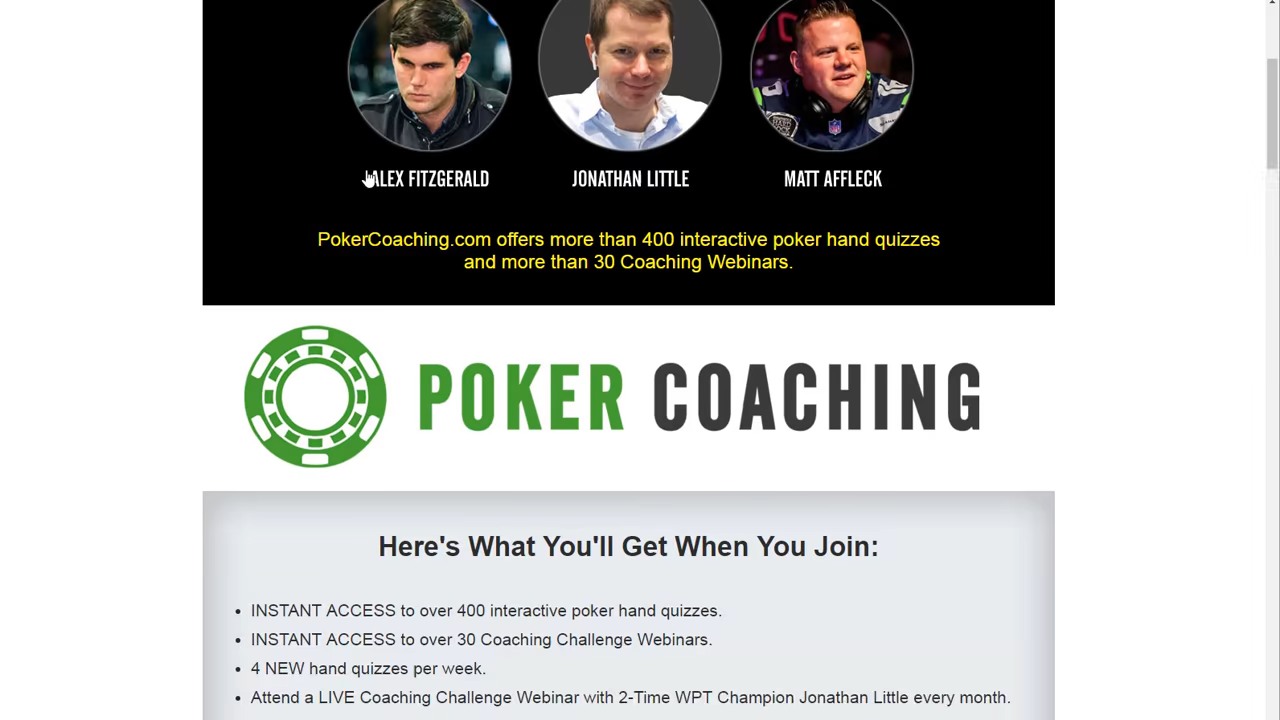 ALEX FITZGERALD
JONATHAN LITTLE
MATT AFFLECK
PokerCoaching.com offers more than 400 interactive poker hand quizzes
and more than 30 Coaching Webinars.
POKER COACHING
Here's What You'll Get When You Join:
• INSTANT ACCESS to over 400 interactive poker hand quizzes.
• INSTANT ACCESS to over 30 Coaching Challenge Webinars.
• 4 NEW hand quizzes per week.
• Attend a LIVE Coaching Challenge Webinar with 2-Time WPT Champion Jonathan Little every month.